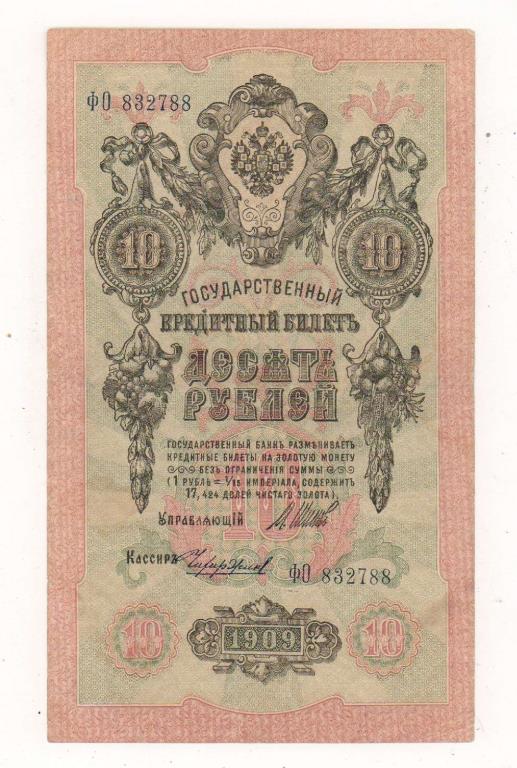 ФО 832788
10 10
ГОСУДАРСТВЕННЫЙ
КРЕДИТНЫЙ БИЛЕТЪ
ДЕСЯТЬ
РУБЛЕЙ
ГОСУДАРСТВЕННЫЙ БАНКЪ РАЗМѢНИВАЕТЪ
КРЕДИТНЫЕ БИЛЕТЫ НА ЗОЛОТУЮ МОНЕТУ
БЕЗЪ ОГРАНИЧЕНІЯ СУММЫ
(1 РУБЛЬ = 1/15 ИМПЕРІАЛА, СОДЕРЖИТЪ
17,424 ДОЛЕЙ ЧИСТАГО ЗОЛОТА).
10
УПРАВЛЯЮЩІЙ
Кассиръ
ФО 832788
10 1909 10